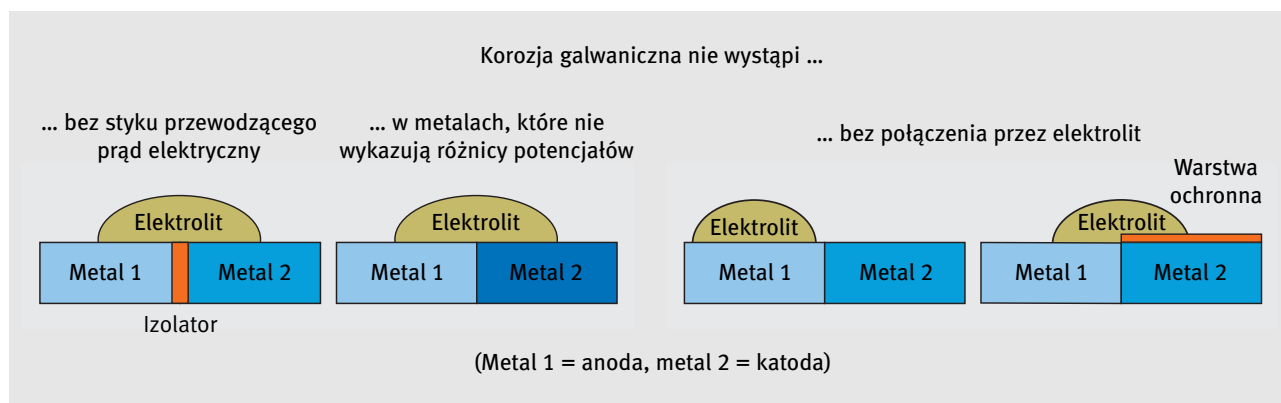 Korozja galwaniczna nie wystąpi ...
... bez styku przewodzącego
prąd elektryczny
... w metalach, które nie
wykazują różnicy potencjałów
... bez połączenia przez elektrolit
Elektrolit
Metal 1
Metal 2
Izolator
Elektrolit
Metal 1
Metal 2
Elektrolit
Metal 1
Metal 2
Warstwa
ochronna
Elektrolit
Metal 1
Metal 2
(Metal 1 = anoda, metal 2 = katoda)